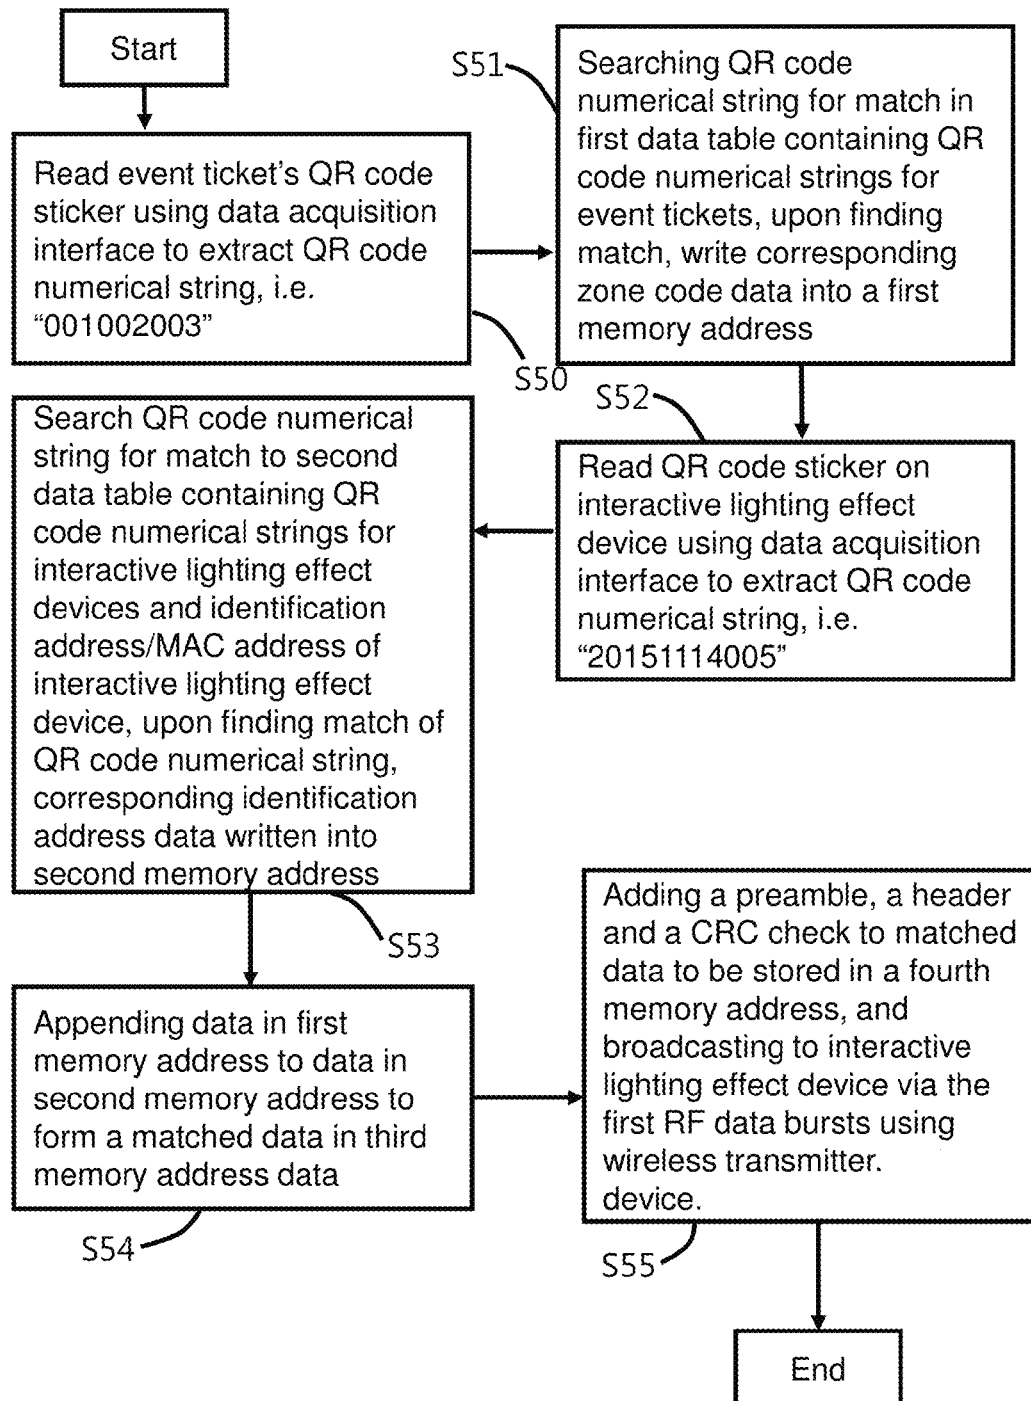 Start
Read event ticket's QR code
sticker using data acquisition
interface to extract QR code
numerical string, i.e.
“001002003”
S50
S51
Searching QR code
numerical string for match in
first data table containing QR
code numerical strings for
event tickets, upon finding
match, write corresponding
zone code data into a first
memory address
S52
Read QR code sticker on
interactive lighting effect
device using data acquisition
interface to extract QR code
numerical string, i.e.
“20151114005”
Search QR code numerical
string for match to second
data table containing QR
code numerical strings for
interactive lighting effect
devices and identification
address/MAC address of
interactive lighting effect
device, upon finding match of
QR code numerical string,
corresponding identification
address data written into
second memory address
S53
Appending data in first
memory address to data in
second memory address to
form a matched data in third
memory address data
S54
Adding a preamble, a header
and a CRC check to matched
data to be stored in a fourth
memory address, and
broadcasting to interactive
lighting effect device via the
first RF data bursts using
wireless transmitter.
device.
S55
End